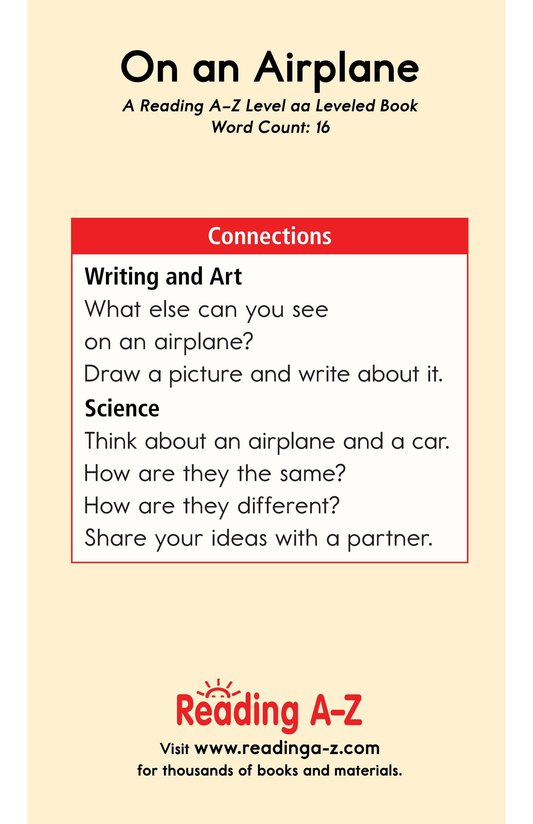 On an Airplane
A Reading A–Z Level aa Leveled Book
Word Count: 16
Connections
Writing and Art
What else can you see
on an airplane?
Draw a picture and write about it.
Science
Think about an airplane and a car.
How are they the same?
How are they different?
Share your ideas with a partner.
Reading A–Z
Visit www.readinga-z.com
for thousands of books and materials.